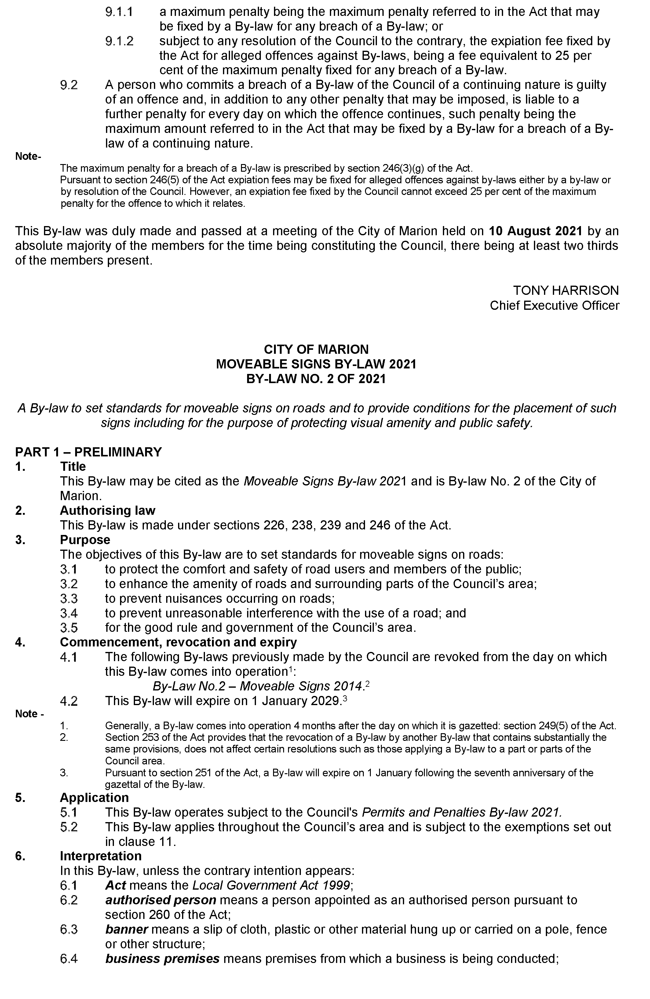 9.1.1 a maximum penalty being the maximum penalty referred to in the Act that may
be fixed by a By-law for any breach of a By-law; or
9.1.2 subject to any resolution of the Council to the contrary, the expiation fee fixed by
the Act for alleged offences against By-laws, being a fee equivalent to 25 per
cent of the maximum penalty fixed for any breach of a By-law.
9.2 A person who commits a breach of a By-law of the Council of a continuing nature is guilty
of an offence and, in addition to any other penalty that may be imposed, is liable to a
further penalty for every day on which the offence continues, such penalty being the
maximum amount referred to in the Act that may be fixed by a By-law for a breach of a By-
law of a continuing nature.
Note-
The maximum penalty for a breach of a By-law is prescribed by section 246(3)(g) of the Act.
Pursuant to section 246(5) of the Act expiation fees may be fixed for alleged offences against by-laws either by a by-law or
by resolution of the Council. However, an expiation fee fixed by the Council cannot exceed 25 per cent of the maximum
penalty for the offence to which it relates.
This By-law was duly made and passed at a meeting of the City of Marion held on 10 August 2021 by an
absolute majority of the members for the time being constituting the Council, there being at least two thirds
of the members present.
TONY HARRISON
Chief Executive Officer
CITY OF MARION
MOVEABLE SIGNS BY-LAW 2021
BY-LAW NO. 2 OF 2021
A By-law to set standards for moveable signs on roads and to provide conditions for the placement of such
signs including for the purpose of protecting visual amenity and public safety.
PART 1 – PRELIMINARY
1. Title
This By-law may be cited as the Moveable Signs By-law 2021 and is By-law No. 2 of the City of
Marion.
2. Authorising law
This By-law is made under sections 226, 238, 239 and 246 of the Act.
3. Purpose
The objectives of this By-law are to set standards for moveable signs on roads:
3.1 to protect the comfort and safety of road users and members of the public;
3.2 to enhance the amenity of roads and surrounding parts of the Council’s area;
3.3 to prevent nuisances occurring on roads;
3.4 to prevent unreasonable interference with the use of a road; and
3.5 for the good rule and government of the Council’s area.
4. Commencement, revocation and expiry
4.1 The following By-laws previously made by the Council are revoked from the day on which
this By-law comes into operation¹:
By-Law No.2 – Moveable Signs 2014.²
4.2 This By-law will expire on 1 January 2029.³
Note -
1. Generally, a By-law comes into operation 4 months after the day on which it is gazetted: section 249(5) of the Act.
2. Section 253 of the Act provides that the revocation of a By-law by another By-law that contains substantially the
same provisions, does not affect certain resolutions such as those applying a By-law to a part or parts of the
Council area.
3. Pursuant to section 251 of the Act, a By-law will expire on 1 January following the seventh anniversary of the
gazettal of the By-law.
5. Application
5.1 This By-law operates subject to the Council's Permits and Penalties By-law 2021.
5.2 This By-law applies throughout the Council’s area and is subject to the exemptions set out
in clause 11.
6. Interpretation
In this By-law, unless the contrary intention appears:
6.1 Act means the Local Government Act 1999;
6.2 authorised person means a person appointed as an authorised person pursuant to
section 260 of the Act;
6.3 banner means a slip of cloth, plastic or other material hung up or carried on a pole, fence
or other structure;
6.4 business premises means premises from which a business is being conducted;